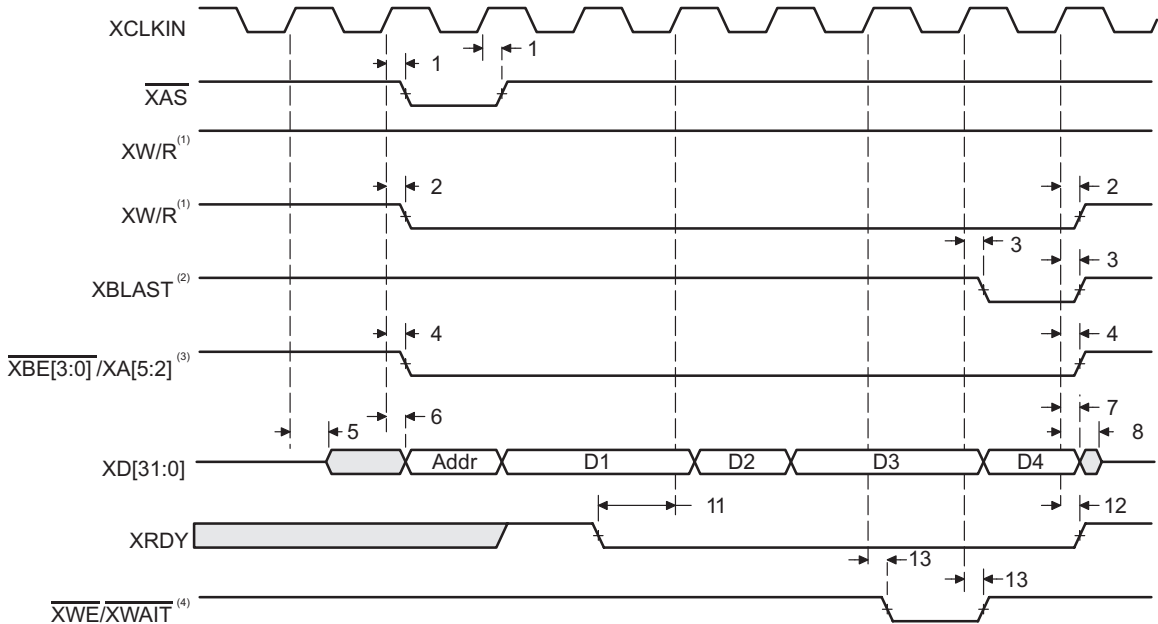 XCLKIN
1
1
XAS
XW/R(1)
2
2
XW/R(1)
3
3
XBLAST(2)
4
4
XBE[3:0]/XA[5:2](3)
6
7
5
8
XD[31:0]
Addr
D1
D2
D3
D4
11
12
XRDY
13
13
XWE/XWAIT(4)